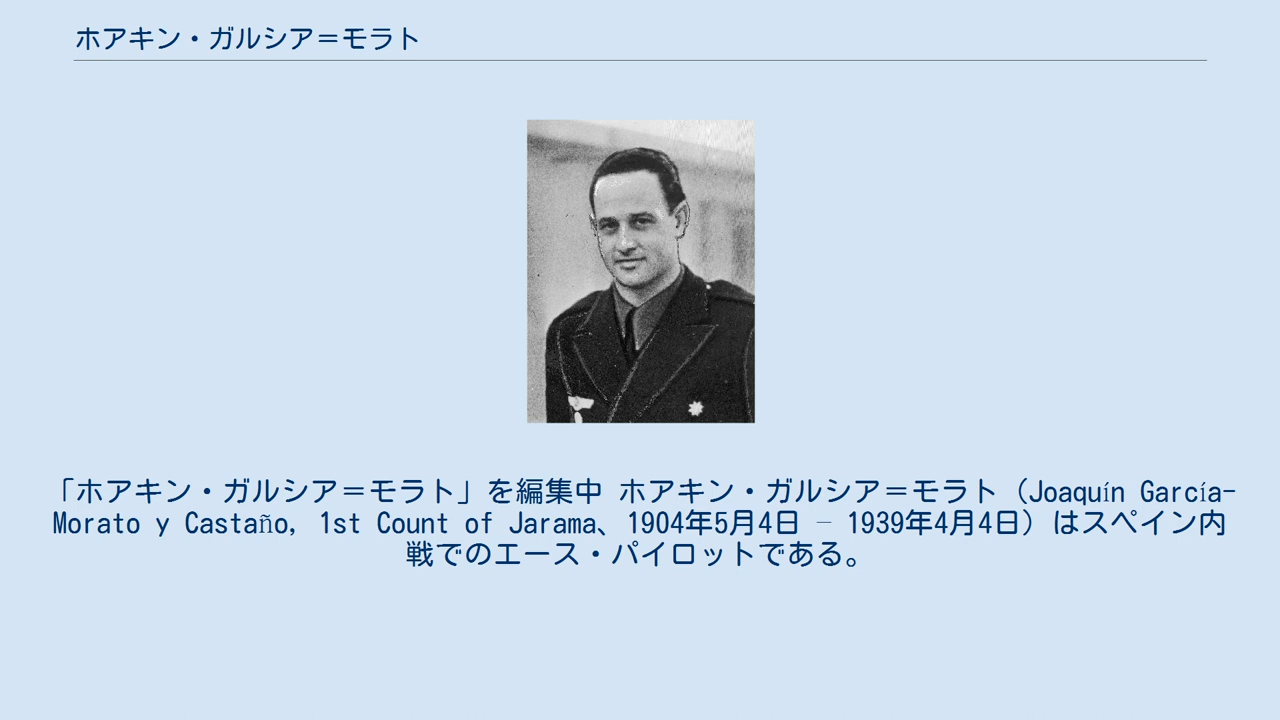 ホアキン・ガルシア＝モラト
「ホアキン・ガルシア＝モラト」を編集中 ホアキン・ガルシア＝モラト（Joaquín García-
Morato y Castaño, 1st Count of Jarama、1904年5月4日 – 1939年4月4日）はスペイン内
戦でのエース・パイロットである。